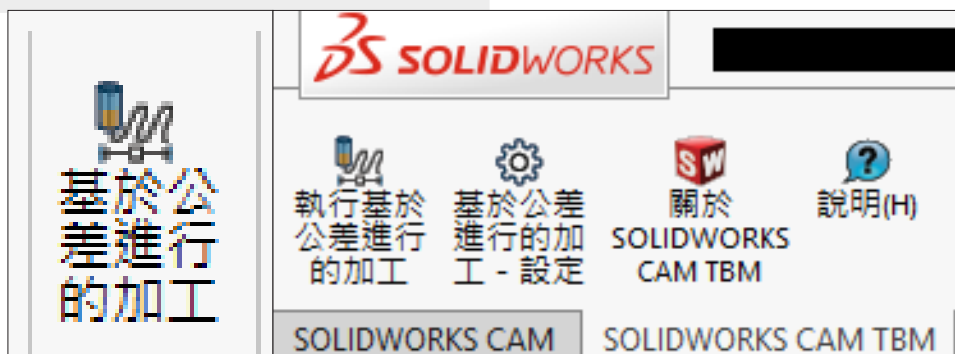 基於公
差進行
的加工
SOLIDWORKS
執行基於
公差進行
的加工
基於公差
進行的加
工 - 設定
關於
SOLIDWORKS
CAM TBM
說明(H)
SOLIDWORKS CAM
SOLIDWORKS CAM TBM